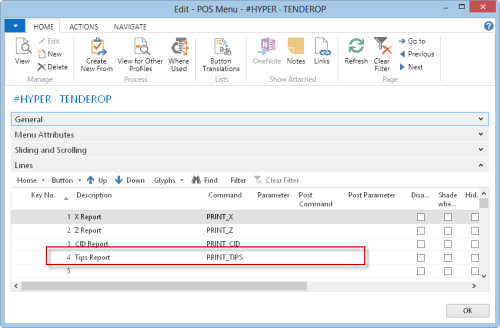 Edit - POS Menu - #HYPER · TENDEROP
HOME ACTIONS NAVIGATE
View Edit New Delete Create New From View for Other Profiles Where Used Button Translations OneNote Notes Links Refresh Clear Filter Go to Previous Next
Manage Process Lists Show Attached Page
#HYPER · TENDEROP
General
Menu Attributes
Sliding and Scrolling
Lines
Home Button Up Down Glyphs Find Filter Clear Filter
Key No. Description Command Parameter Post Command Post Parameter Disa... Shade whe... Hid.
1 X Report PRINT_X
2 Z Report PRINT_Z
3 CID Report PRINT_CID
4 Tips Report PRINT_TIPS
5
OK